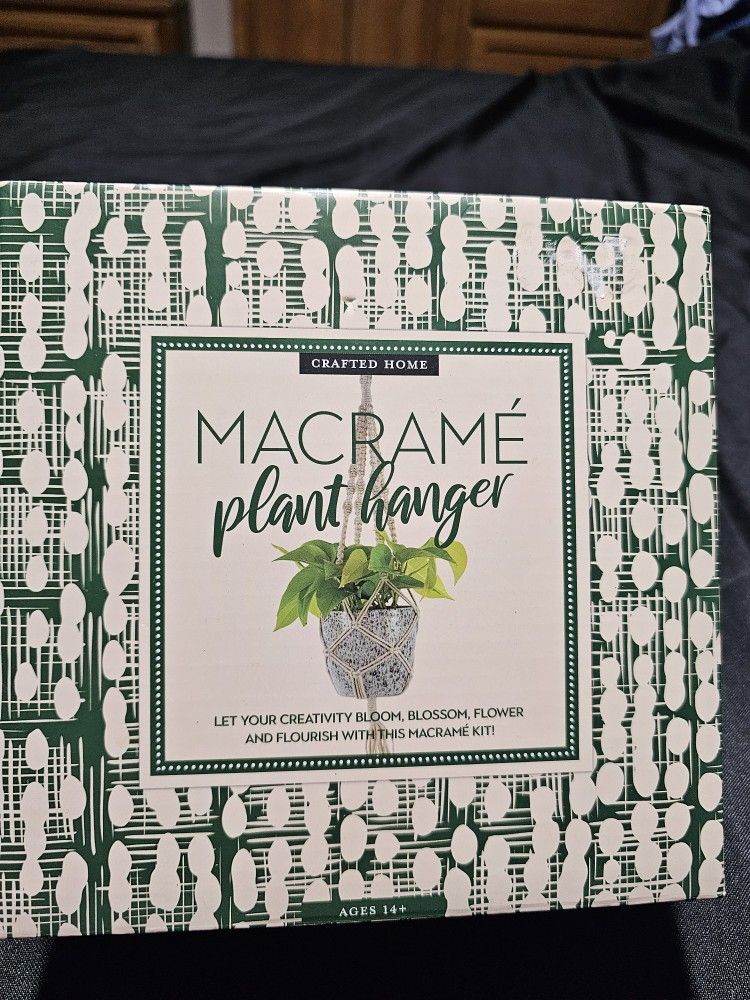 CRAFTED HOME
MACRAMÉ
plant hanger
LET YOUR CREATIVITY BLOOM, BLOSSOM, FLOWER
AND FLOURISH WITH THIS MACRAMÉ KIT!
AGES 14+